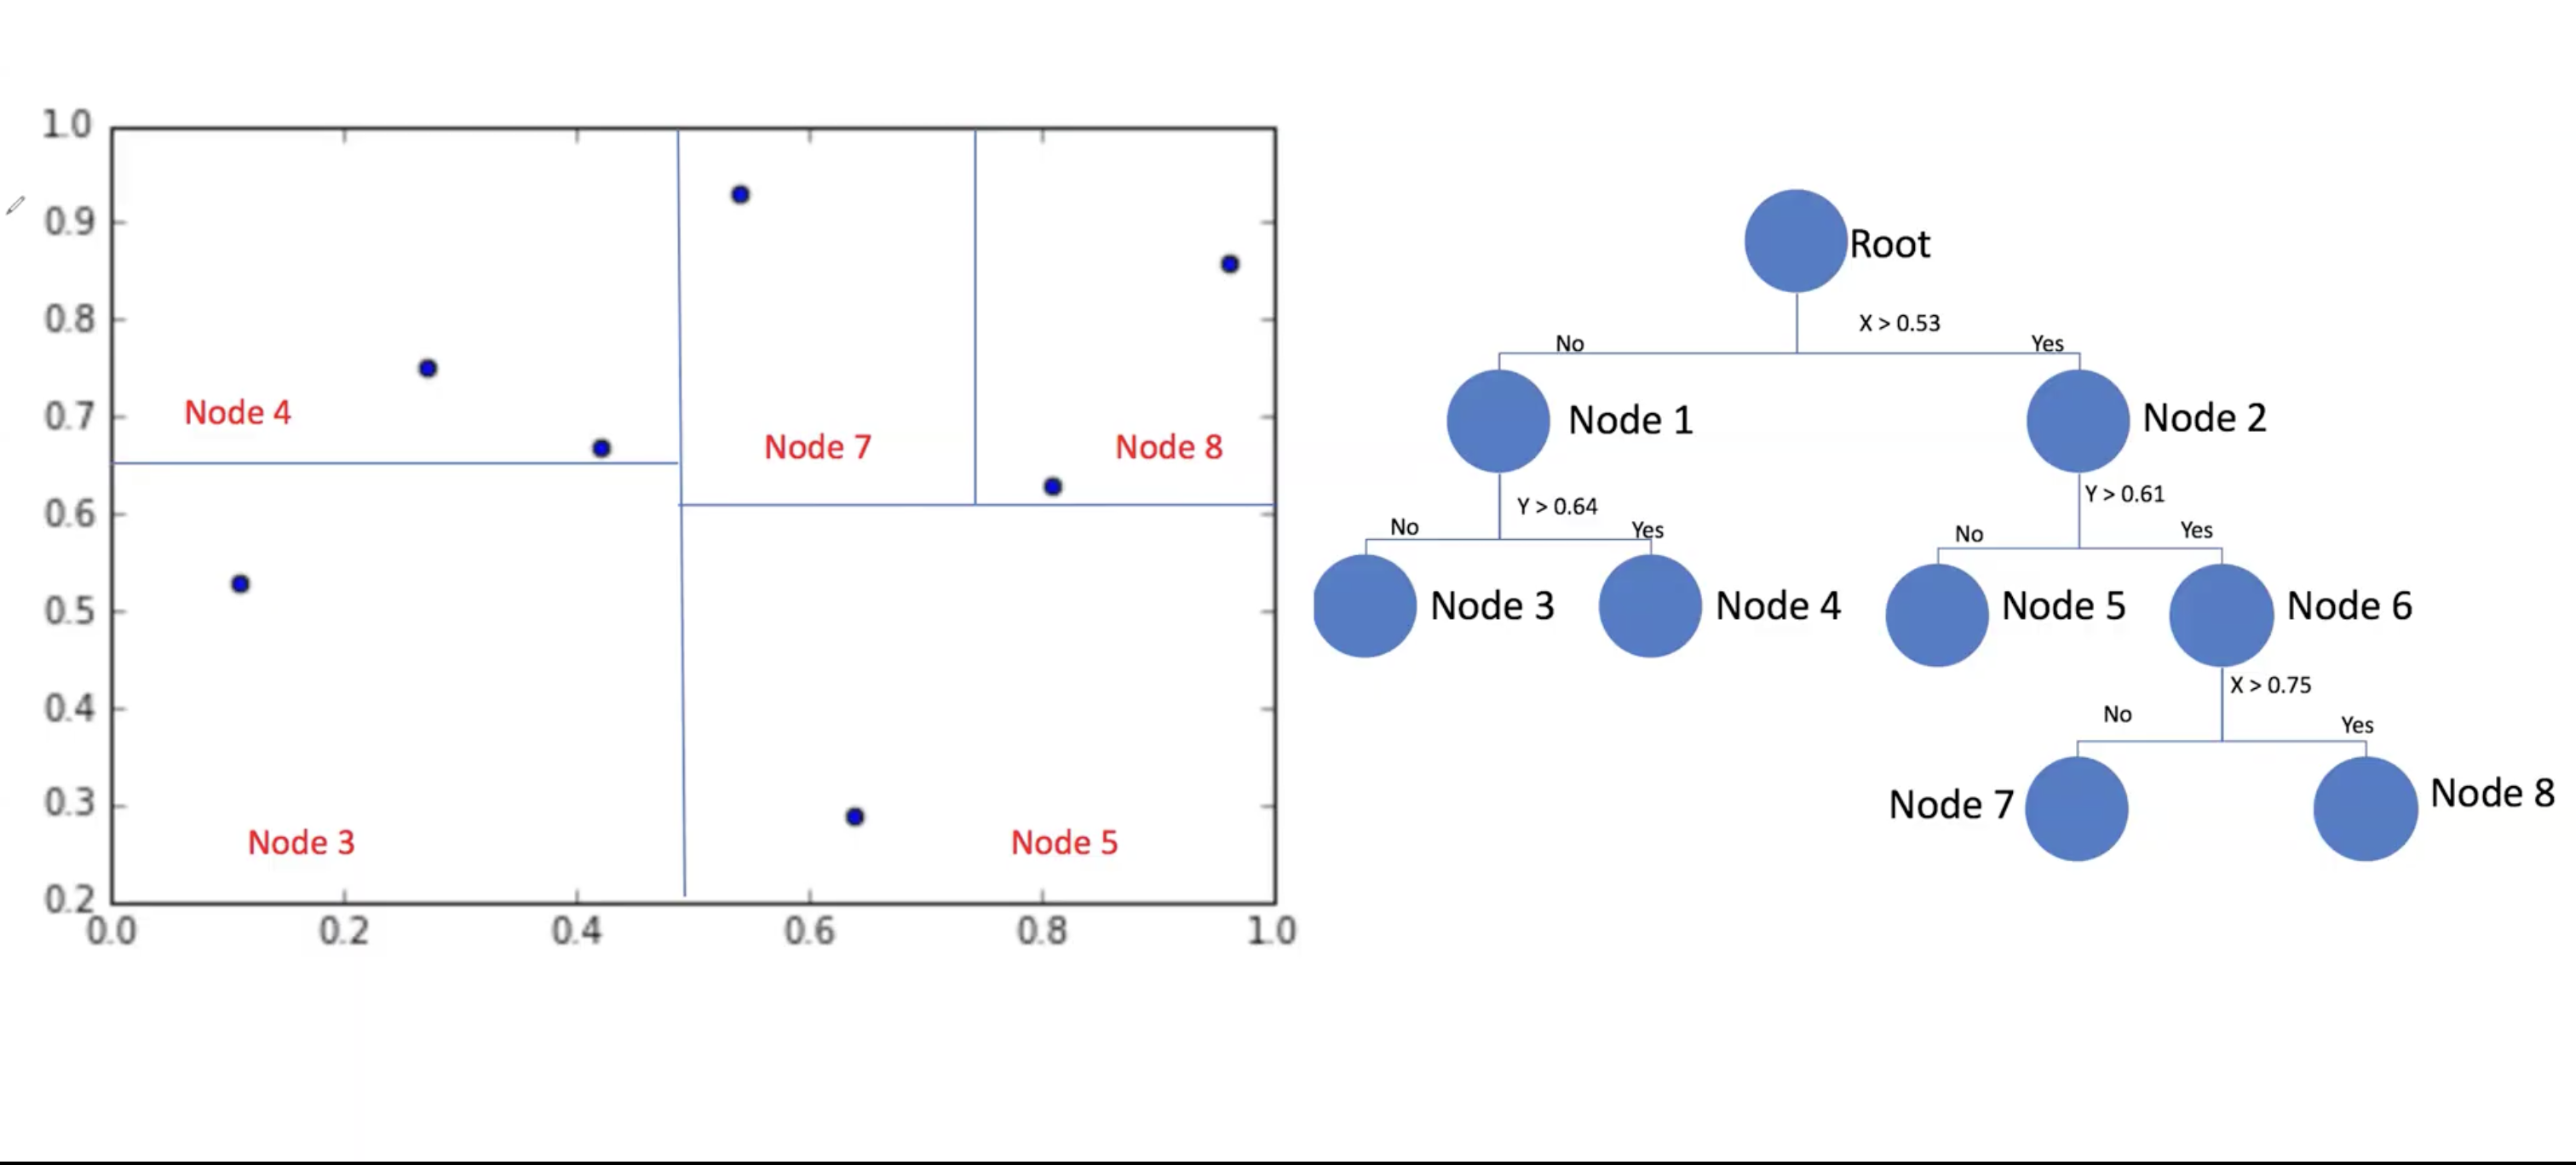 1.0
0.9
0.8
0.7
0.6
0.5
0.4
0.3
0.2
0.0 0.2 0.4 0.6 0.8 1.0
Node 4
Node 7
Node 8
Node 3
Node 5
Root
X > 0.53
No
Yes
Node 1
Node 2
Y > 0.64
No
Yes
Y > 0.61
No
Yes
Node 3
Node 4
Node 5
Node 6
X > 0.75
No
Yes
Node 7
Node 8